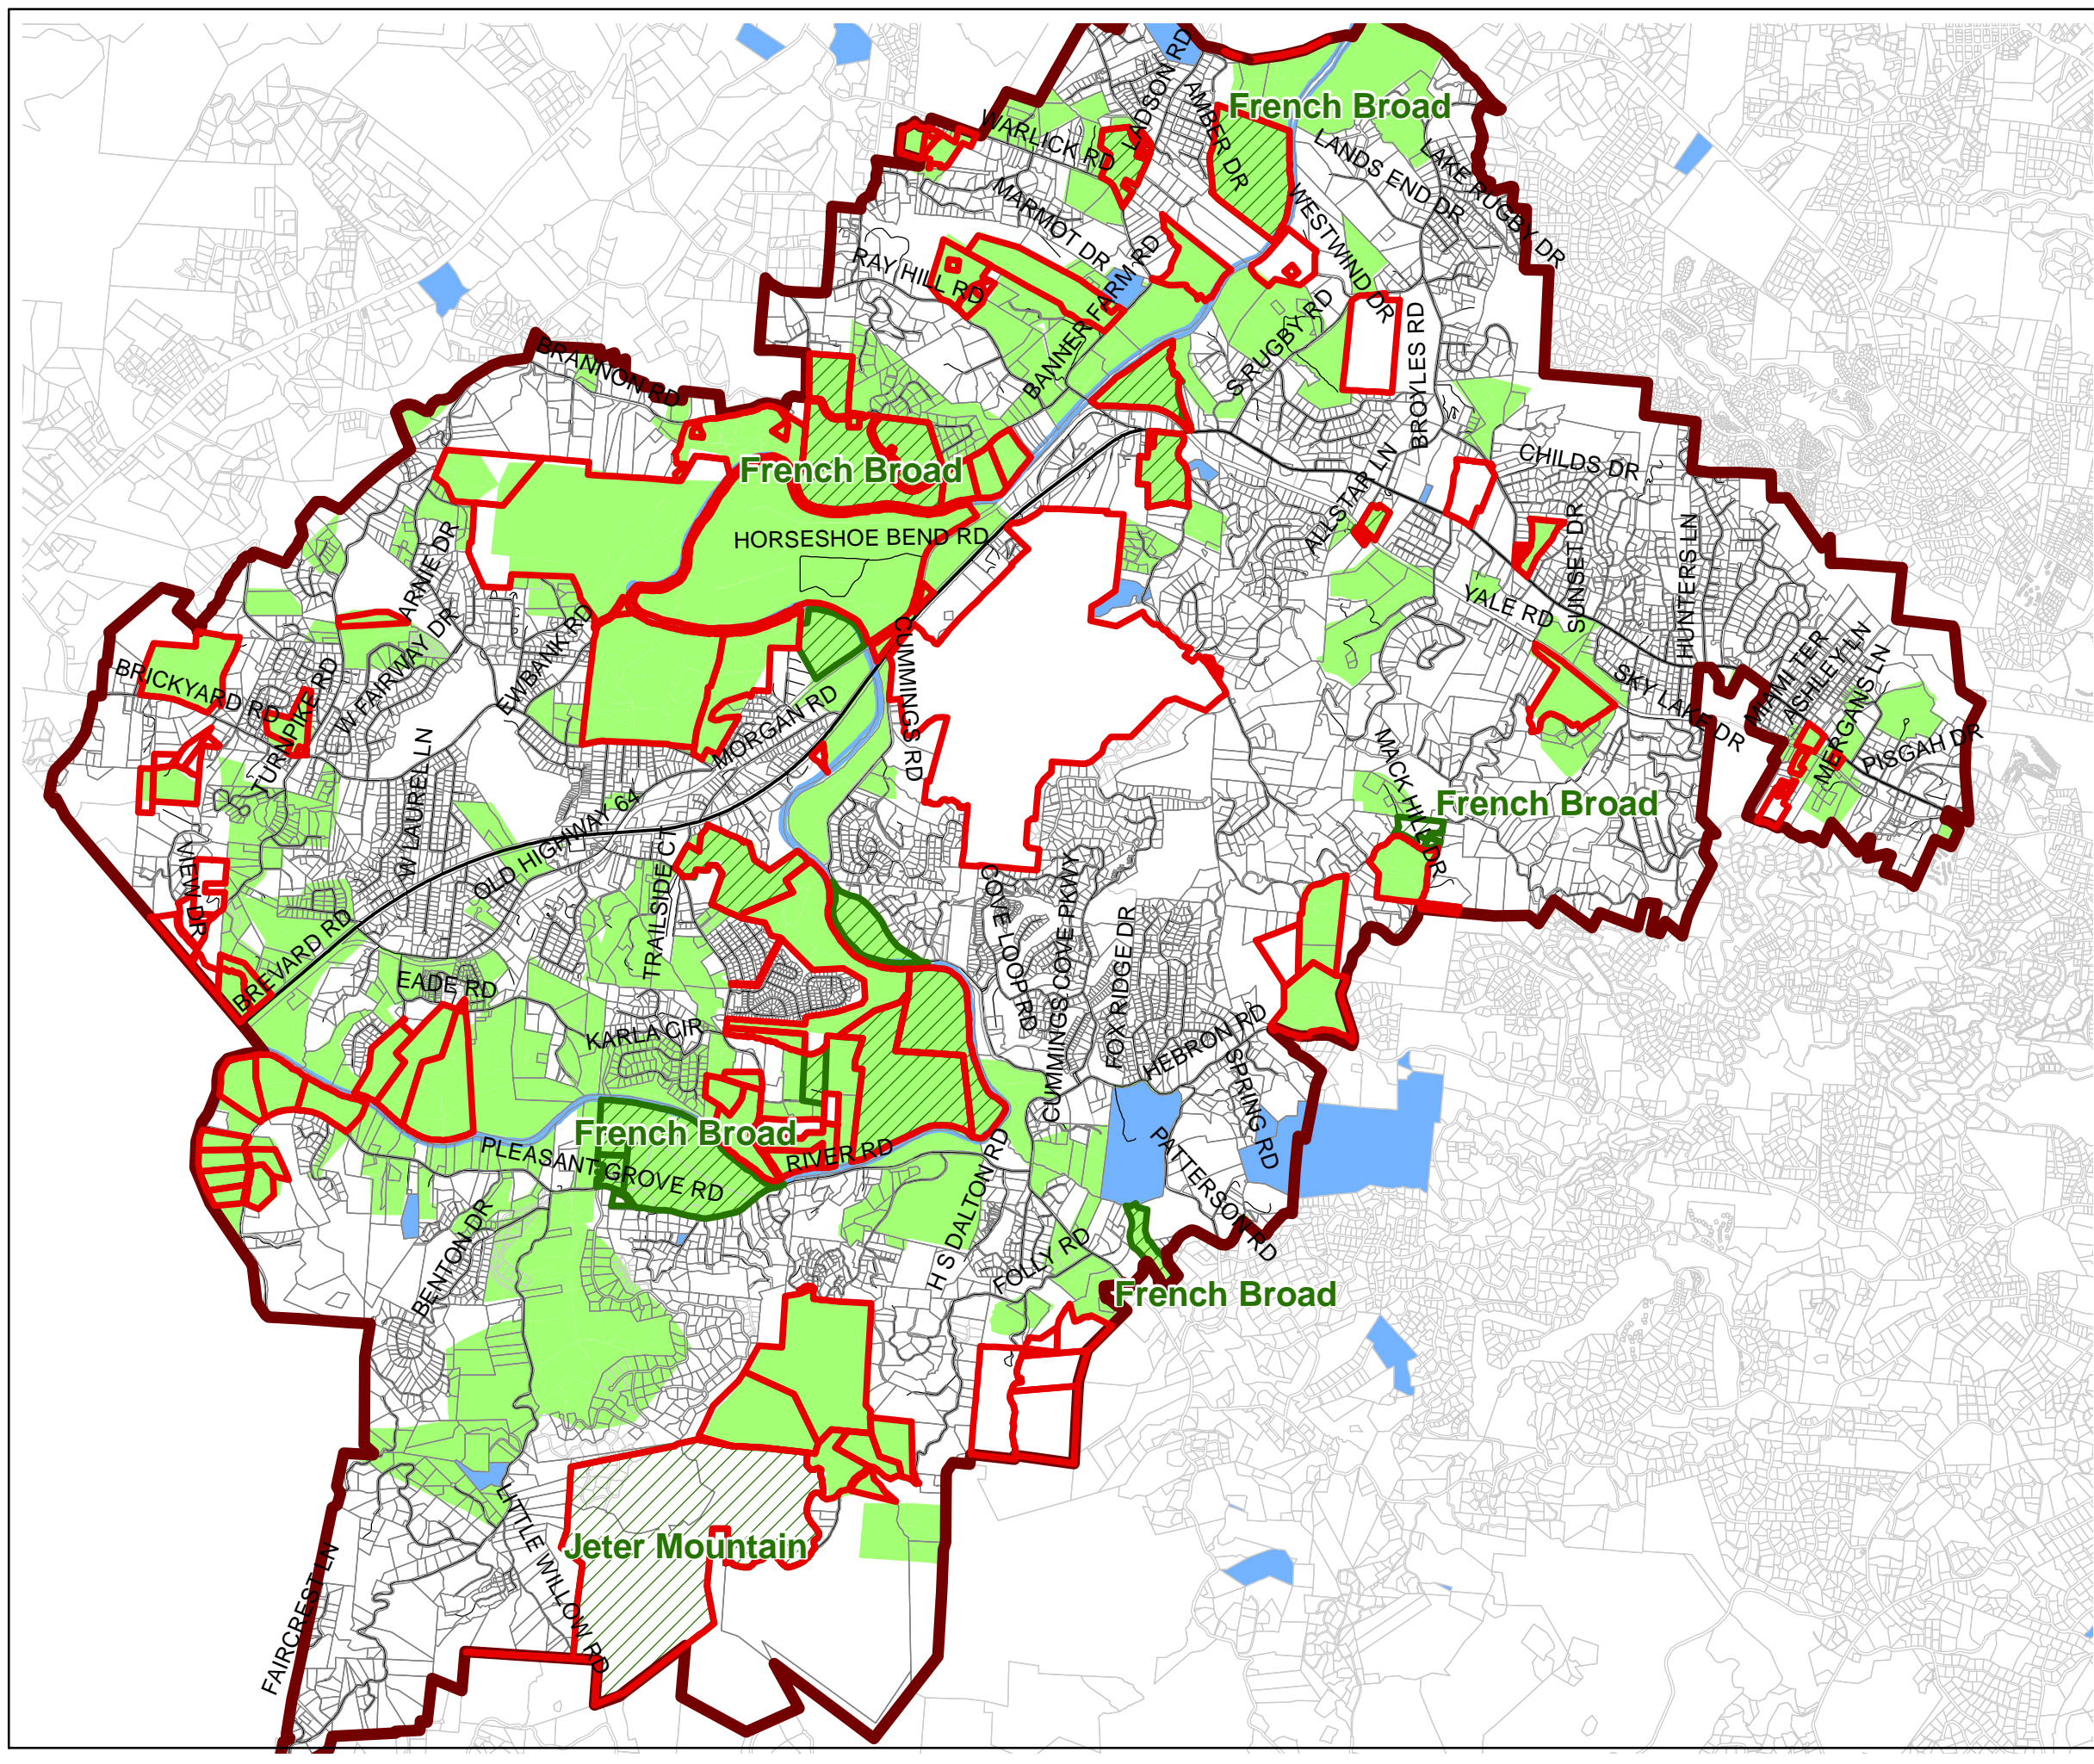 LADSON RD
French Broad
AMBER DR
WARLICK RD
LANDS END DR
LAKE RUGBY DR
MARMOT DR
WESTWIND DR
RAY HILL RD
BANNER FARM RD
S RUGBY RD
BROYLES RD
BRANNON RD
French Broad
CHILDS DR
ALLSTAR LN
HORSESHOE BEND RD
ARNIE DR
SUNSET DR
HUNTERS LN
YALE RD
EWBANK RD
W FAIRWAY DR
CUMMINGS RD
BRICKYARD RD
TURNPIKE RD
MORGAN RD
SKY LAKE DR
MIAMI TER
ASHLEY LN
MERGANS LN
PISGAH DR
W LAUREL LN
MACK HILL DR
French Broad
OLD HIGHWAY 64
VIEW DR
TRAILSIDE CT
COVE LOOP RD
CUMMINGS COVE PKWY
FOX RIDGE DR
BREVARD RD
EADE RD
KARLA CIR
HEBRON RD
SPRING RD
French Broad
PLEASANT GROVE RD
RIVER RD
PATTERSON RD
H S DALTON RD
BENTON DR
FOLLY RD
French Broad
LITTLE WILLOW RD
Jeter Mountain
FAIRCREST LN